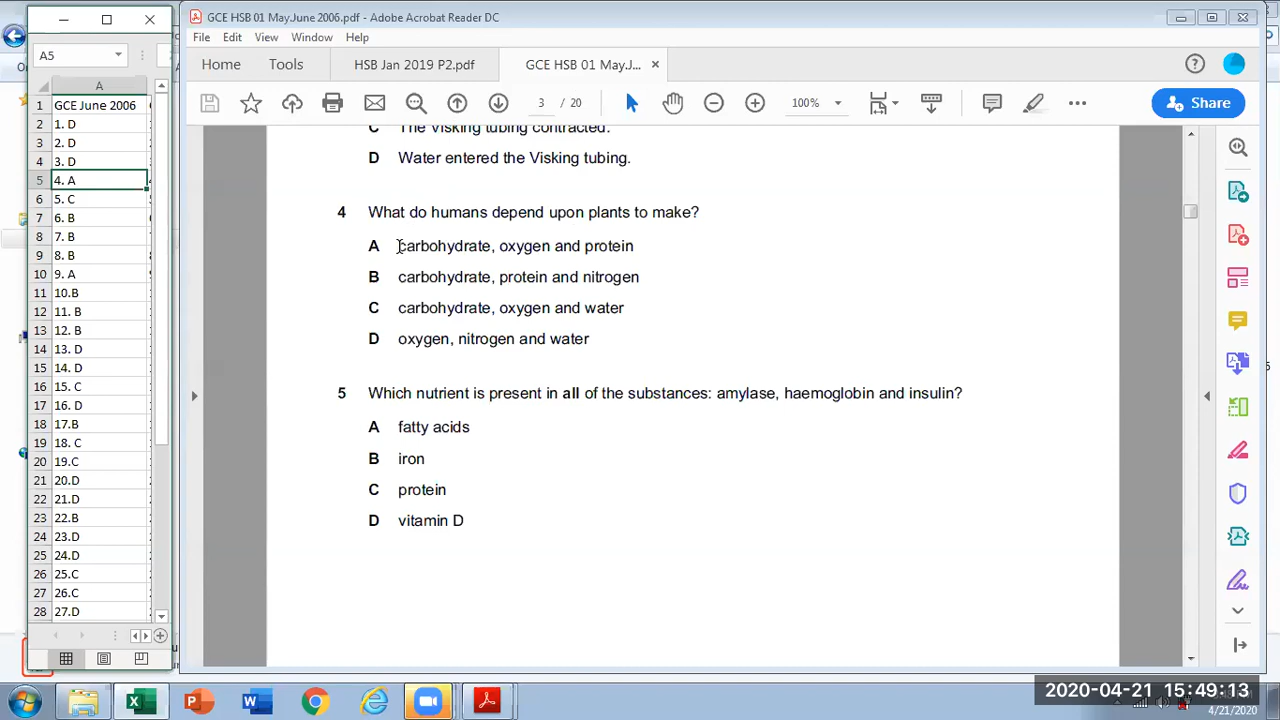 GCE HSB 01 May.June 2006.pdf - Adobe Acrobat Reader DC
File Edit View Window Help
Home Tools HSB Jan 2019 P2.pdf GCE HSB 01 May.J... ×
3 / 20 100% Share
A5
A
1 GCE June 2006
2 1. D
3 2. D
4 3. D
5 4. A
6 5. C
7 6. B
8 7. B
9 8. B
10 9. A
11 10.B
12 11. B
13 12. B
14 13. D
15 14. D
16 15. C
17 16. D
18 17.B
19 18. C
20 19.C
21 20.D
22 21.D
23 22.B
24 23.D
25 24.D
26 25.C
27 26.C
28 27.D
C The Visking tubing contracted.
D Water entered the Visking tubing.
4 What do humans depend upon plants to make?
A carbohydrate, oxygen and protein
B carbohydrate, protein and nitrogen
C carbohydrate, oxygen and water
D oxygen, nitrogen and water
5 Which nutrient is present in all of the substances: amylase, haemoglobin and insulin?
A fatty acids
B iron
C protein
D vitamin D
2020-04-21 15:49:13
4/21/2020